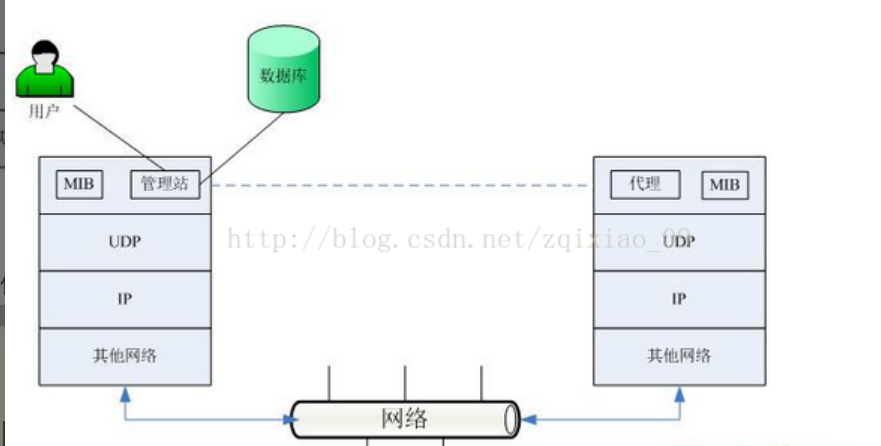 用户
数据库
MIB
管理站
代理
MIB
UDP
http://blog.csdn.net/zqixiao_09
UDP
IP
IP
其他网络
其他网络
网络